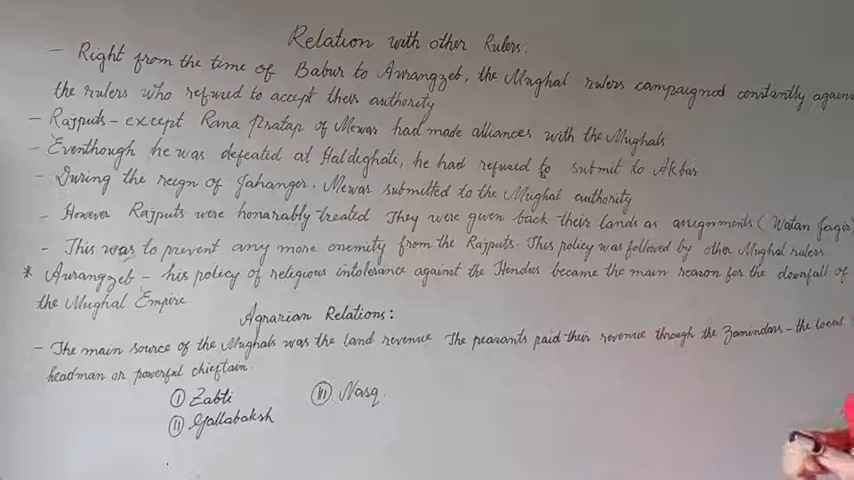 Relation with other Rulers:
- Right from the time of Babur to Aurangzeb, the Mughal rulers campaigned constantly agains
the rulers who refused to accept their authority
- Rajputs - except Rana Pratap of Mewar had made alliances with the Mughals
- Eventhough he was defeated at Haldighati, he had refused to submit to Akbar
- During the reign of Jahanger, Mewar submitted to the Mughal authority
- However Rajputs were honarably treated They were given back their lands as assignments (Watan Jagir)
- This was to prevent any more enemity from the Rajputs. This policy was followed by other Mughal rulers
* Aurangzeb - his policy of religious intolerance against the Hindus became the main reason for the downfall of
the Mughal Empire
Agrarian Relations:
- The main source of the Mughals was the land revenue The peasants paid their revenue through the Zamindars - the local
headman or powerful chieftain.
(I) Zabti (III) Nasq.
(II) Gallabaksh